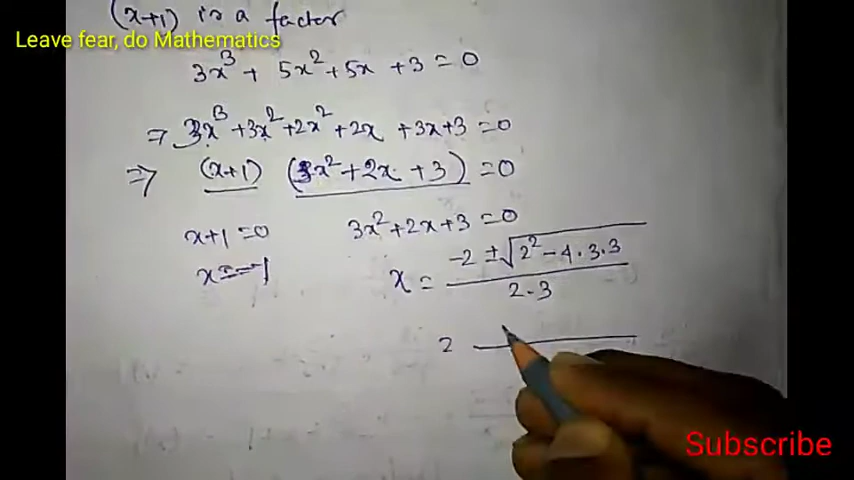 (x+1) is a factor
Leave fear, do Mathematics
3x³ + 5x² + 5x + 3 = 0
⇒ 3x³ + 3x² + 2x² + 2x + 3x + 3 = 0
⇒ (x+1) (3x² + 2x + 3) = 0
x+1 = 0 3x² + 2x + 3 = 0
x = -1 x = (-2 ± √(2² - 4·3·3)) / (2·3)
2
Subscribe